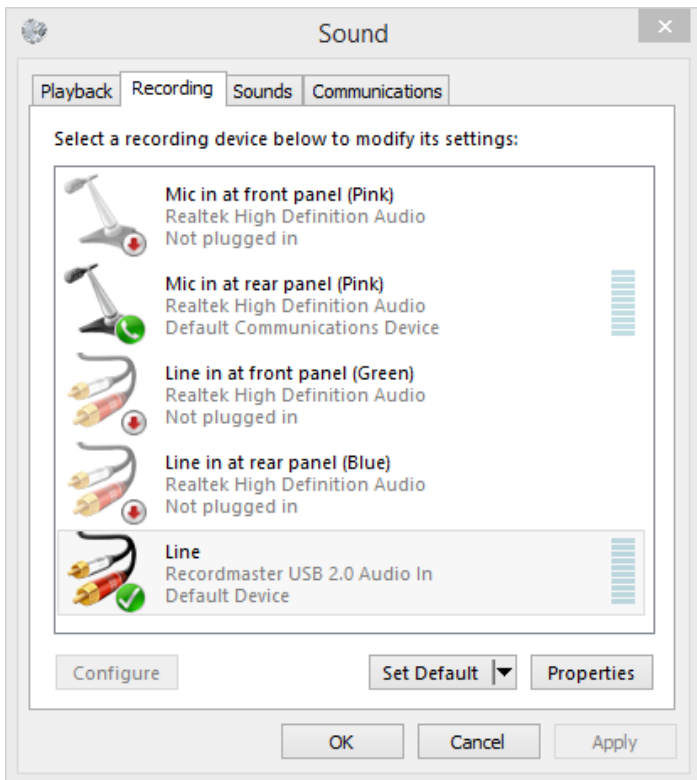 Sound
Playback Recording Sounds Communications
Select a recording device below to modify its settings:
Mic in at front panel (Pink)
Realtek High Definition Audio
Not plugged in
Mic in at rear panel (Pink)
Realtek High Definition Audio
Default Communications Device
Line in at front panel (Green)
Realtek High Definition Audio
Not plugged in
Line in at rear panel (Blue)
Realtek High Definition Audio
Not plugged in
Line
Recordmaster USB 2.0 Audio In
Default Device
Configure Set Default Properties
OK Cancel Apply